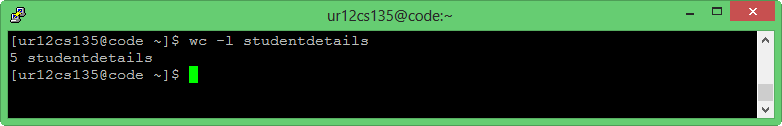 ur12cs135@code:~
[ur12cs135@code ~]$ wc -l studentdetails
5 studentdetails
[ur12cs135@code ~]$